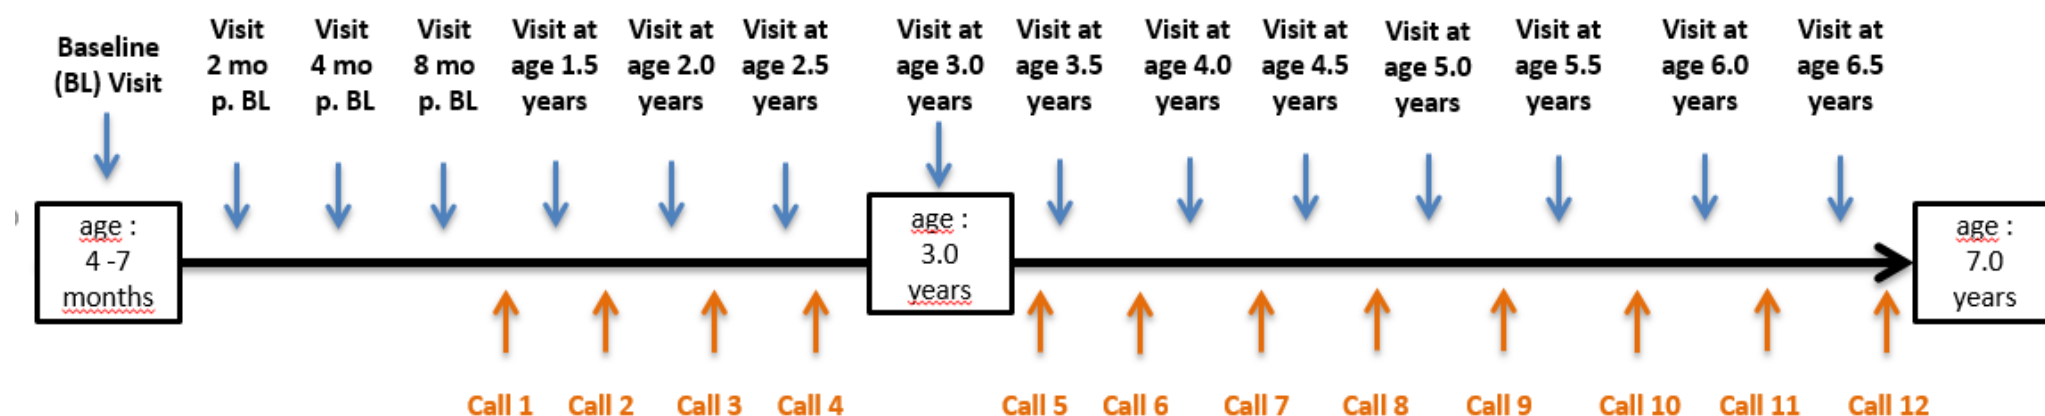 Baseline
(BL) Visit
Visit
2 mo
p. BL
Visit
4 mo
p. BL
Visit
8 mo
p. BL
Visit at
age 1.5
years
Visit at
age 2.0
years
Visit at
age 2.5
years
Visit at
age 3.0
years
Visit at
age 3.5
years
Visit at
age 4.0
years
Visit at
age 4.5
years
Visit at
age 5.0
years
Visit at
age 5.5
years
Visit at
age 6.0
years
Visit at
age 6.5
years
age :
4 -7
months
age :
3.0
years
age :
7.0
years
Call 1
Call 2
Call 3
Call 4
Call 5
Call 6
Call 7
Call 8
Call 9
Call 10
Call 11
Call 12